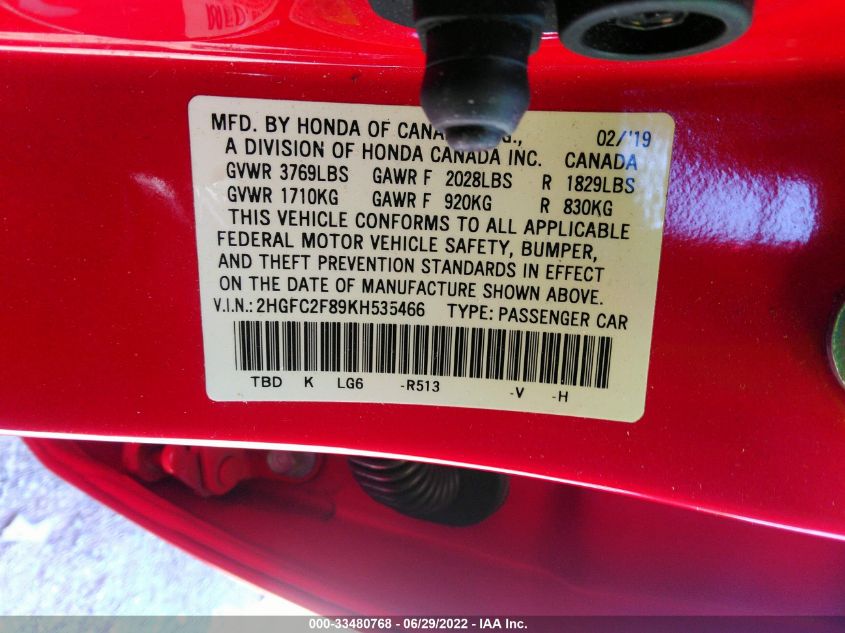 MFD. BY HONDA OF 02/'19
A DIVISION OF HONDA CANADA INC. CANADA
GVWR 3769LBS GAWR F 2028LBS R 1829LBS
GVWR 1710KG GAWR F 920KG R 830KG
THIS VEHICLE CONFORMS TO ALL APPLICABLE
FEDERAL MOTOR VEHICLE SAFETY, BUMPER,
AND THEFT PREVENTION STANDARDS IN EFFECT
ON THE DATE OF MANUFACTURE SHOWN ABOVE.
V.I.N.: 2HGFC2F89KH535466 TYPE: PASSENGER CAR
TBD K LG6 -R513 -V -H
000-33480768 - 06/29/2022 - IAA Inc.